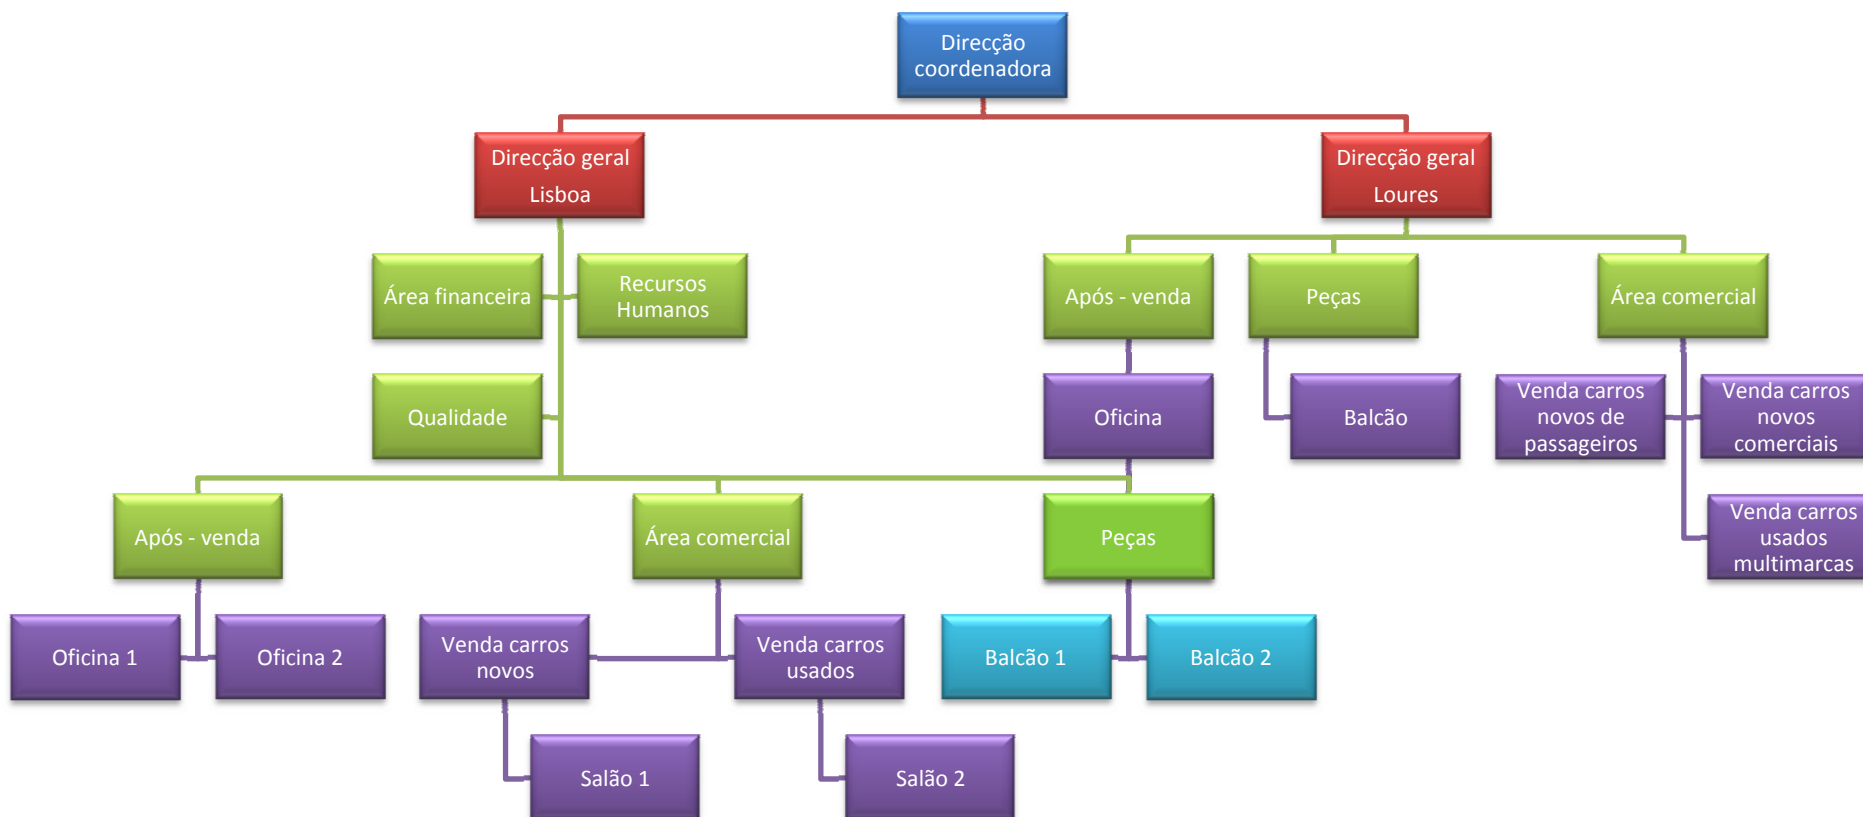 Direcção
coordenadora
Direcção geral
Lisboa
Direcção geral
Loures
Área financeira
Recursos
Humanos
Após - venda
Peças
Área comercial
Qualidade
Oficina
Balcão
Venda carros
novos de
passageiros
Venda carros
novos
comerciais
Após - venda
Área comercial
Peças
Venda carros
usados
multimarcas
Oficina 1
Oficina 2
Venda carros
novos
Venda carros
usados
Balcão 1
Balcão 2
Salão 1
Salão 2